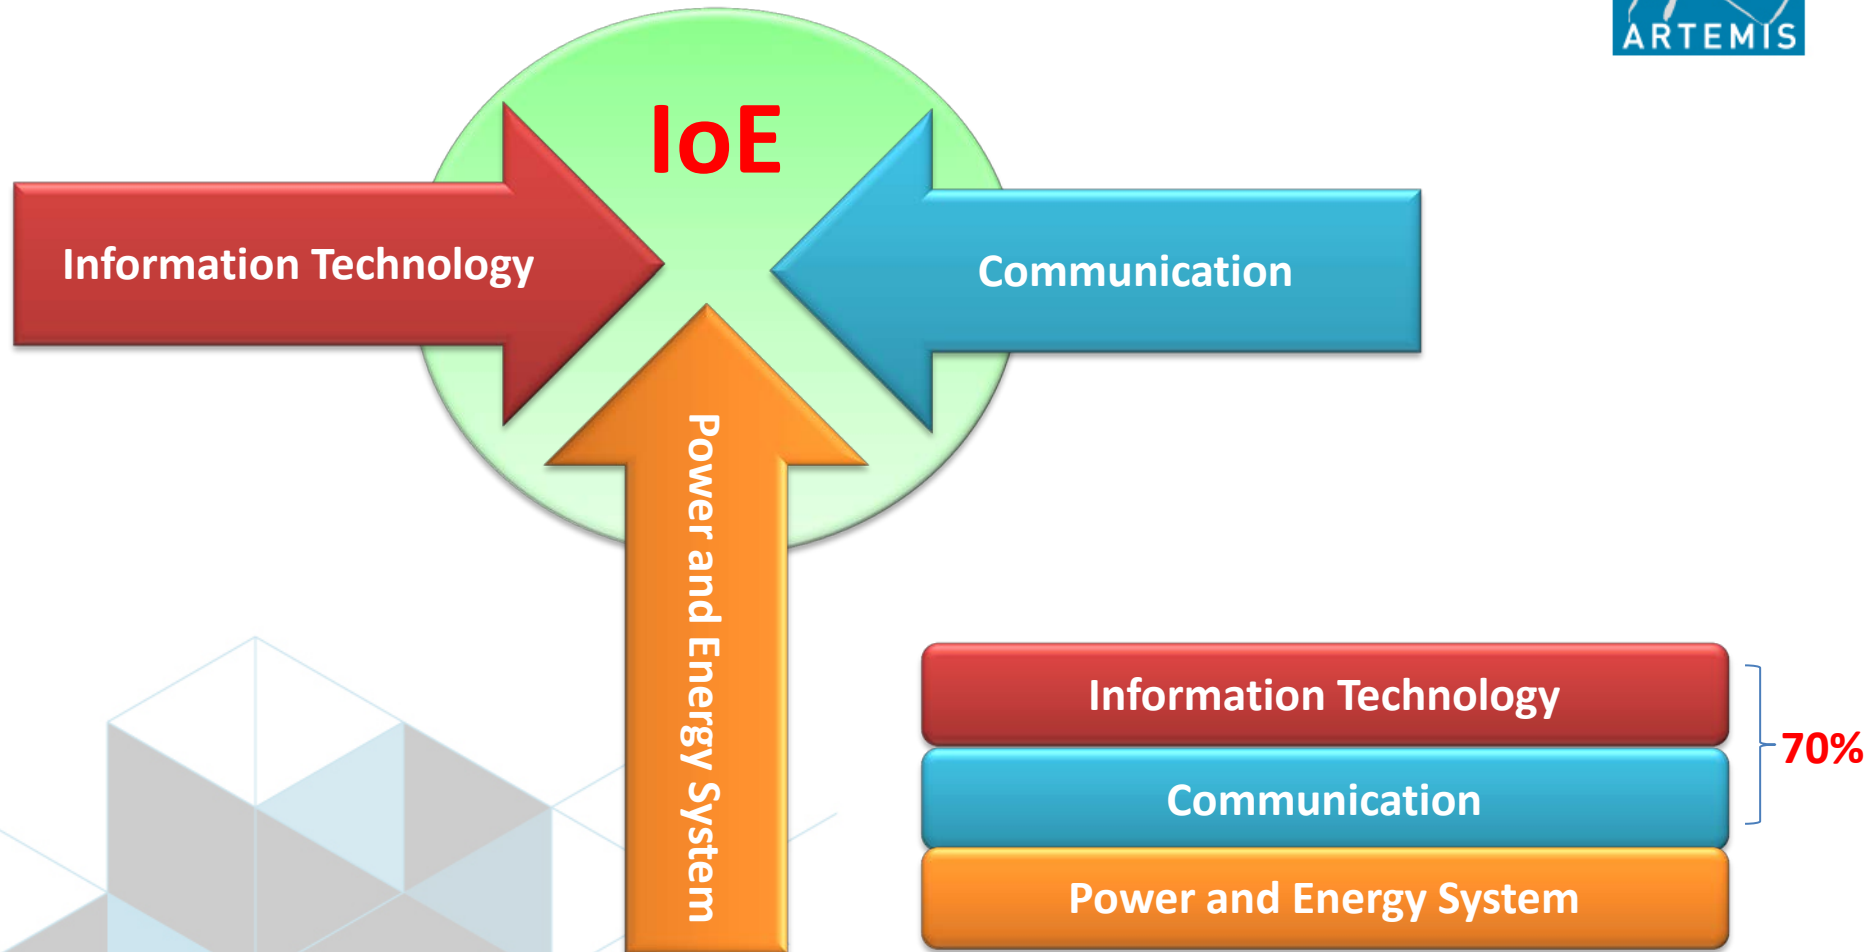 ARTEMIS
IoE
Information Technology
Communication
Power and Energy System
Information Technology
70%
Communication
Power and Energy System